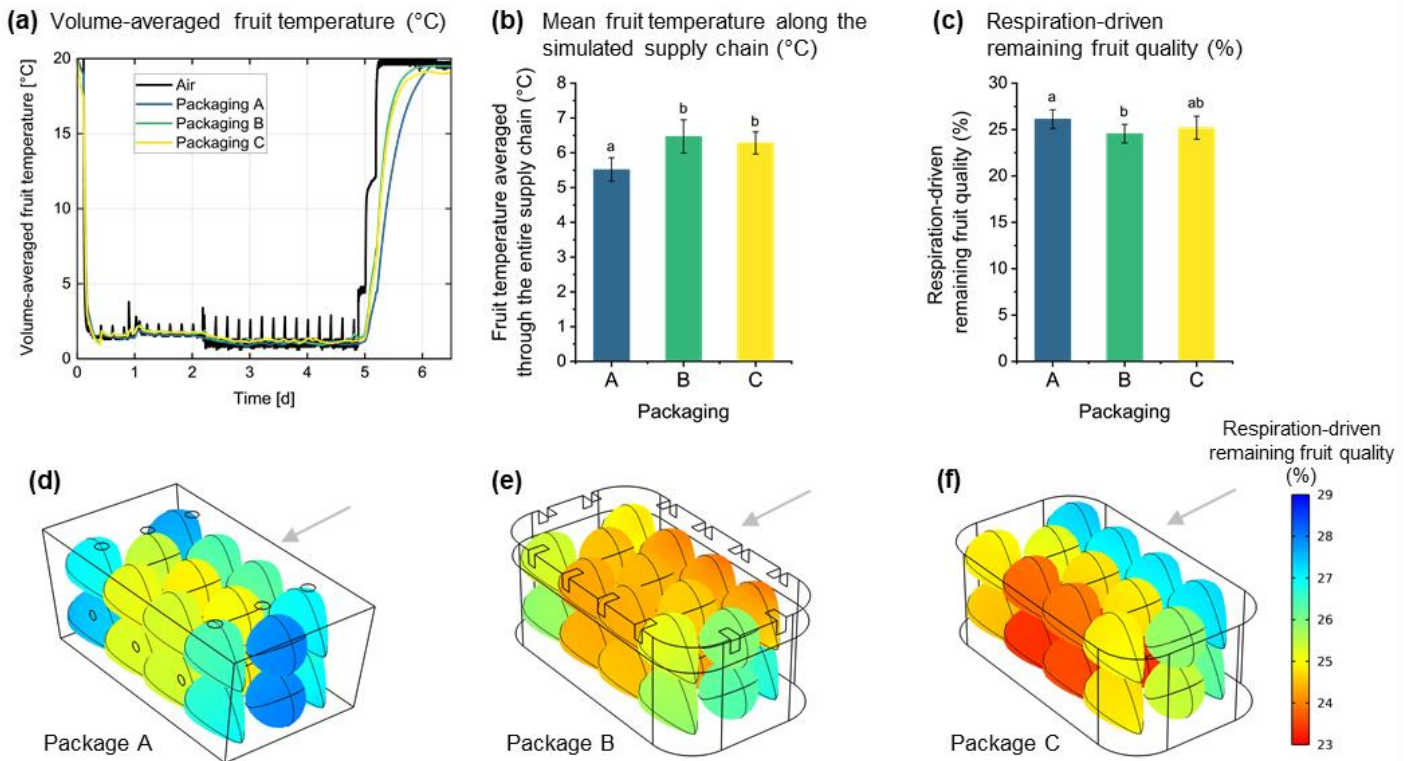 (a) Volume-averaged fruit temperature (°C)
Volume-averaged fruit temperature [°C]
20
15
10
5
0
Air
Packaging A
Packaging B
Packaging C
0 1 2 3 4 5 6
Time [d]
(b) Mean fruit temperature along the
simulated supply chain (°C)
Fruit temperature averaged
through the entire supply chain (°C)
8
7
6
5
4
3
2
1
0
a
b
b
A B C
Packaging
(c) Respiration-driven
remaining fruit quality (%)
Respiration-driven
remaining fruit quality (%)
30
25
20
15
10
5
0
a
b
ab
A B C
Packaging
(d)
Package A
(e)
Package B
(f)
Package C
Respiration-driven
remaining fruit quality
(%)
29
28
27
26
25
24
23